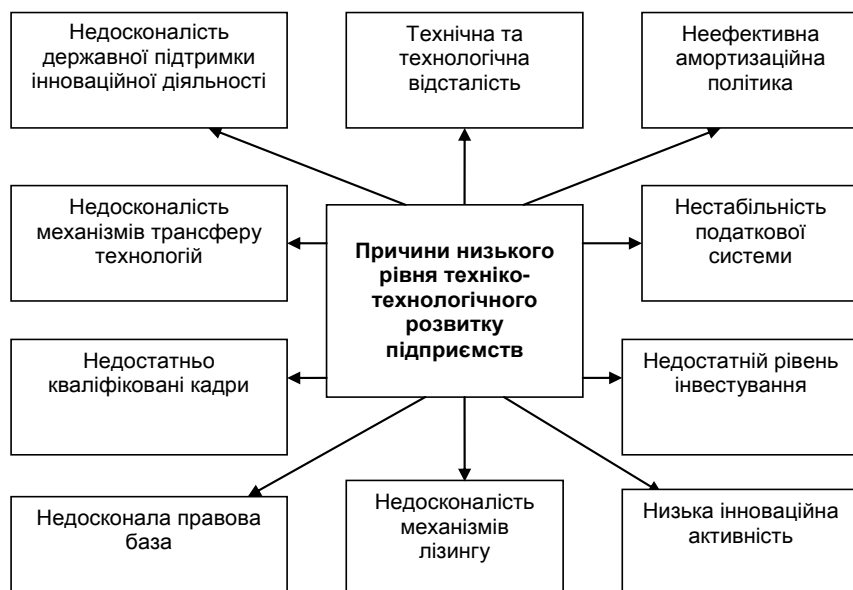 Недосконалість
державної підтримки
інноваційної діяльності
Технічна та
технологічна
відсталість
Неефективна
амортизаційна
політика
Недосконалість
механізмів трансферу
технологій
Причини низького
рівня техніко-
технологічного
розвитку
підприємств
Нестабільність
податкової
системи
Недостатньо
кваліфіковані кадри
Недостатній рівень
інвестування
Недосконала правова
база
Недосконалість
механізмів
лізингу
Низька інноваційна
активність